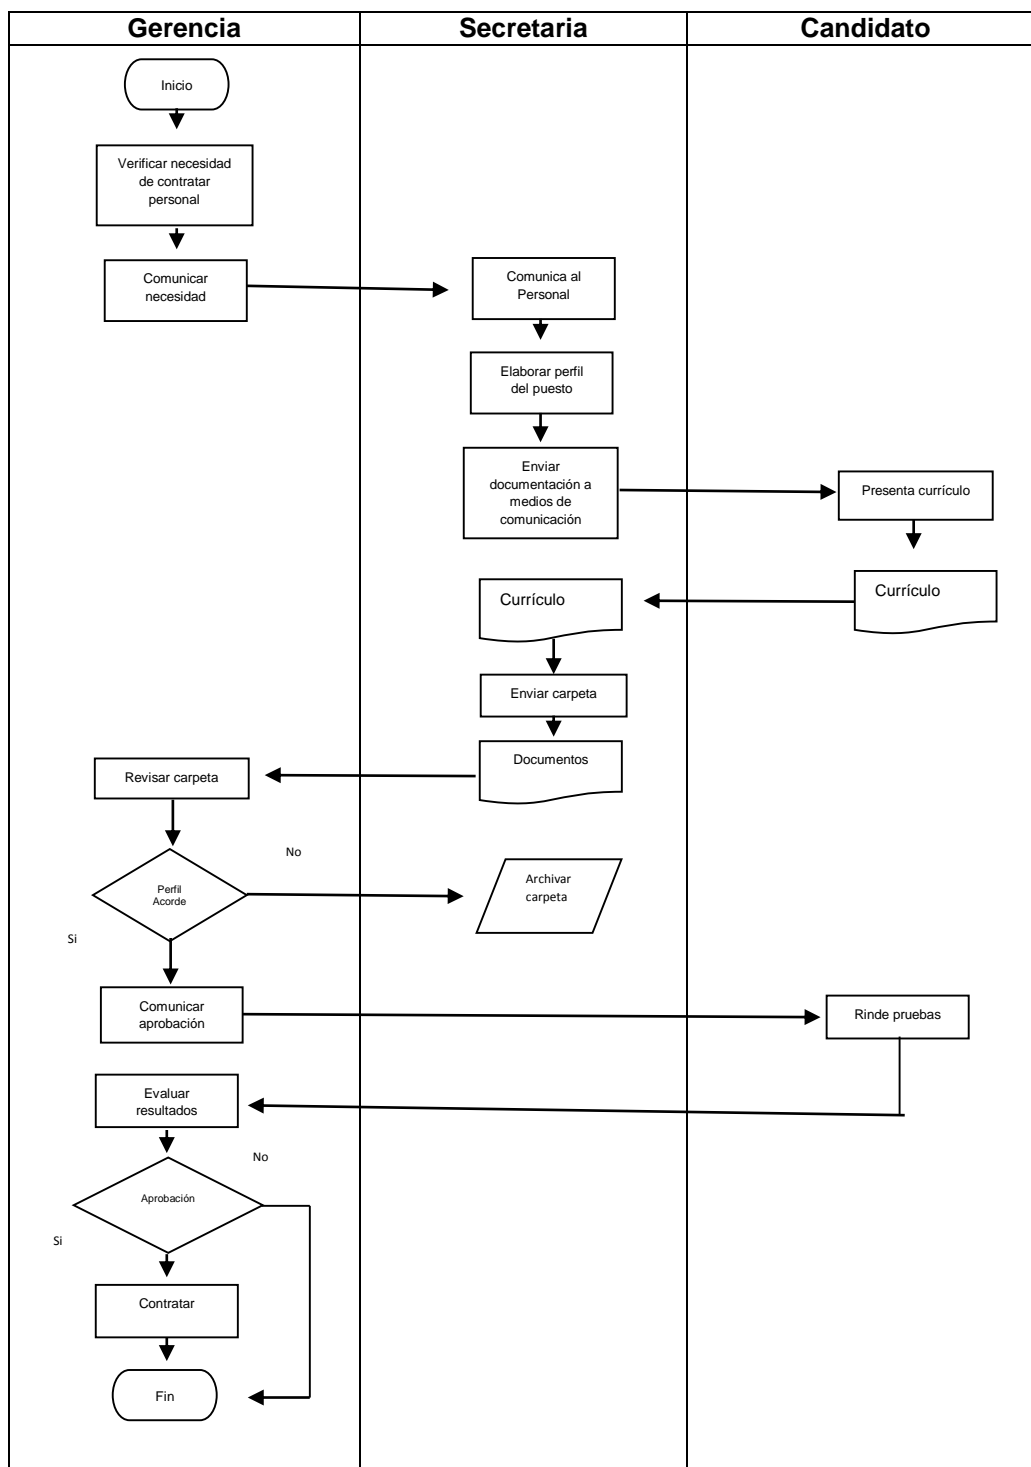 Gerencia
Secretaria
Candidato
Inicio
Verificar necesidad
de contratar
personal
Comunicar
necesidad
Comunica al
Personal
Elaborar perfil
del puesto
Enviar
documentación a
medios de
comunicación
Presenta currículo
Currículo
Currículo
Enviar carpeta
Documentos
Revisar carpeta
No
Perfil
Acorde
Archivar
carpeta
Si
Comunicar
aprobación
Rinde pruebas
Evaluar
resultados
No
Aprobación
Si
Contratar
Fin